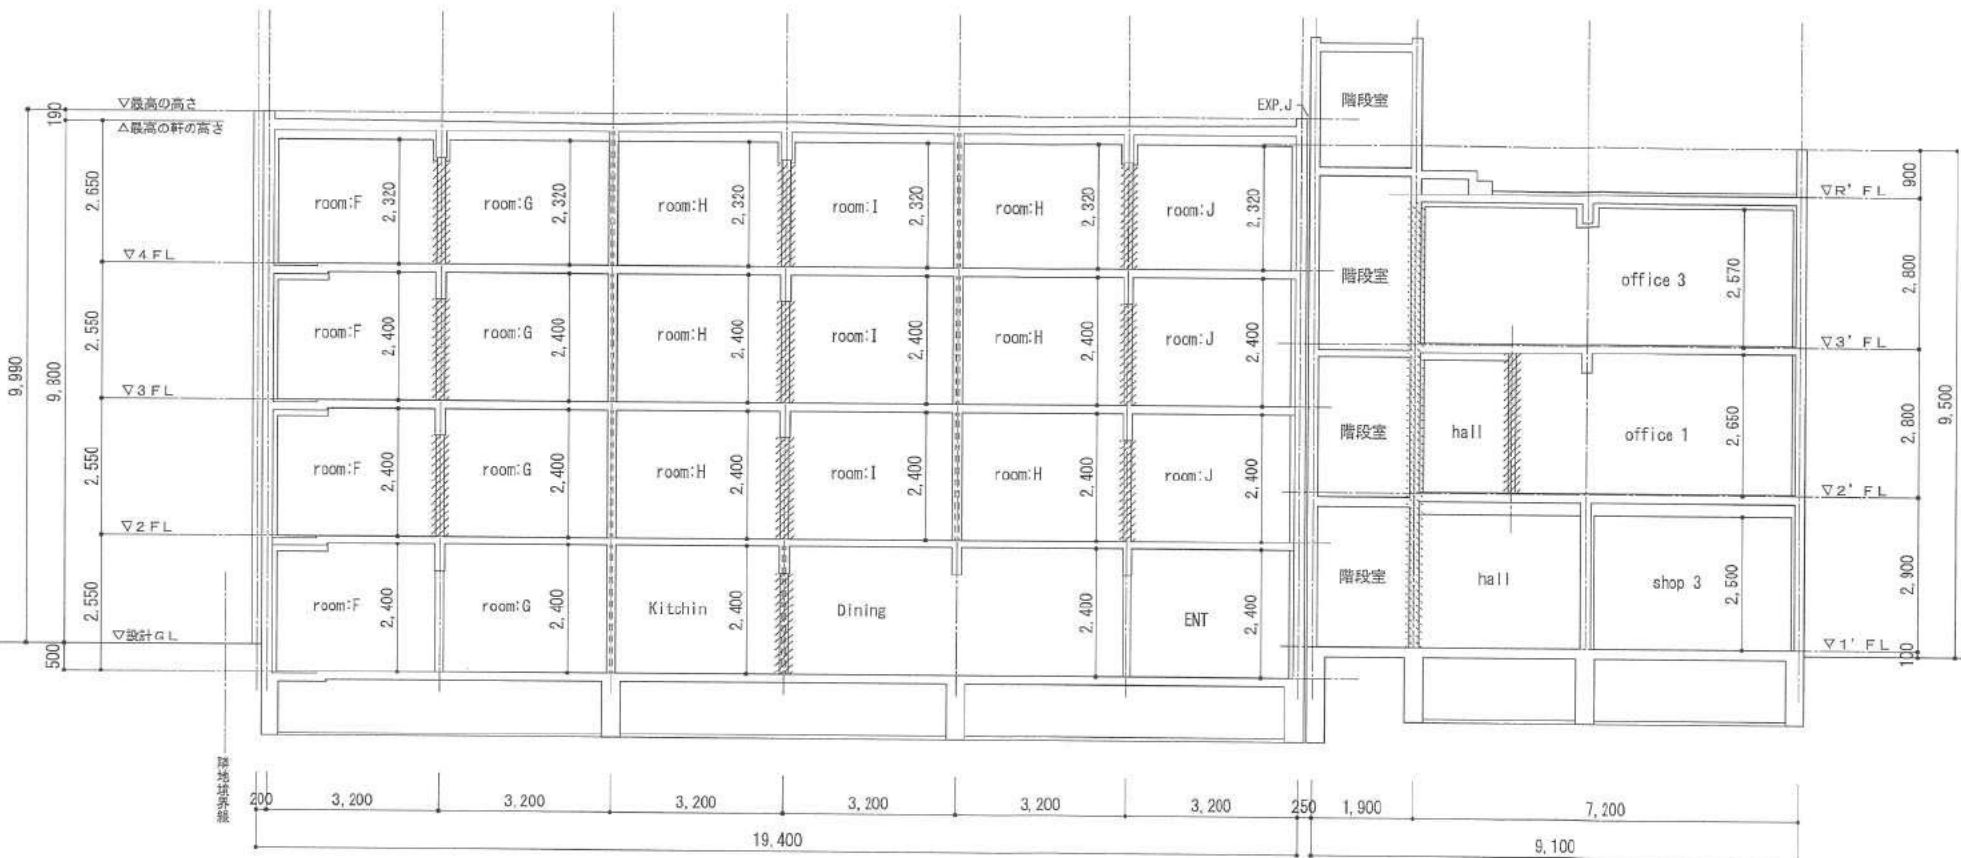 階段室
▽最高の高さ
EXP.J
190
△最高の軒の高さ
2,650
room:F
2,320
room:G
2,320
room:H
2,320
room:I
2,320
room:H
2,320
room:J
2,320
▽R' FL
900
▽4FL
階段室
office 3
2,570
2,800
room:F
2,400
room:G
2,400
room:H
2,400
room:I
2,400
room:H
2,400
room:J
2,400
2,550
▽3' FL
9,990
9,800
▽3FL
9,500
階段室
hall
office 1
2,650
2,800
2,550
room:F
2,400
room:G
2,400
room:H
2,400
room:I
2,400
room:H
2,400
room:J
2,400
▽2' FL
▽2FL
階段室
hall
shop 3
2,500
2,900
2,550
room:F
2,400
room:G
2,400
Kitchin
2,400
Dining
2,400
ENT
2,400
▽設計GL
▽1' FL
100
500
隣地境界線
200
3,200
3,200
3,200
3,200
3,200
3,200
250
1,900
7,200
19,400
9,100